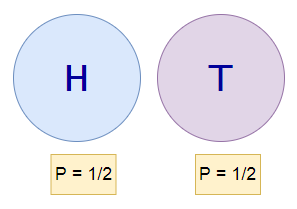 H T
P = 1/2 P = 1/2